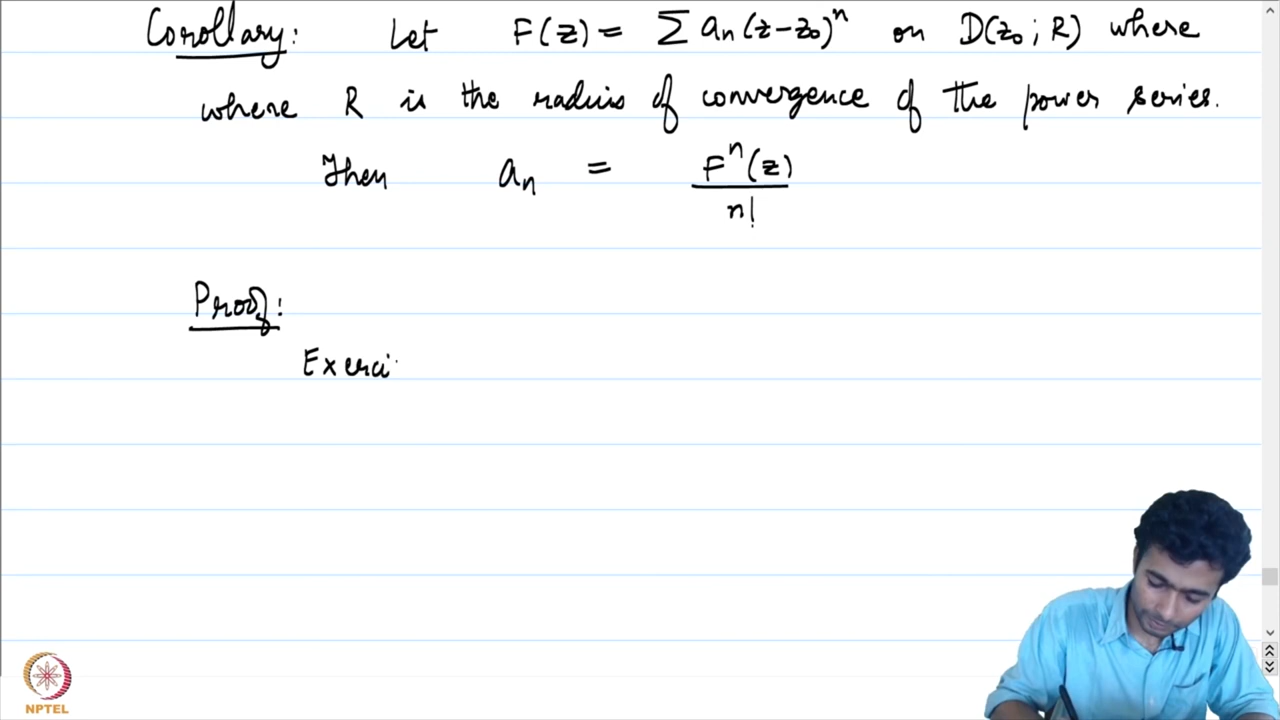 Corollary: Let F(z) = Σ aₙ(z-z₀)ⁿ on D(z₀; R) where
where R is the radius of convergence of the power series.
Then aₙ = Fⁿ(z)
n!
Proof:
Exerci
NPTEL